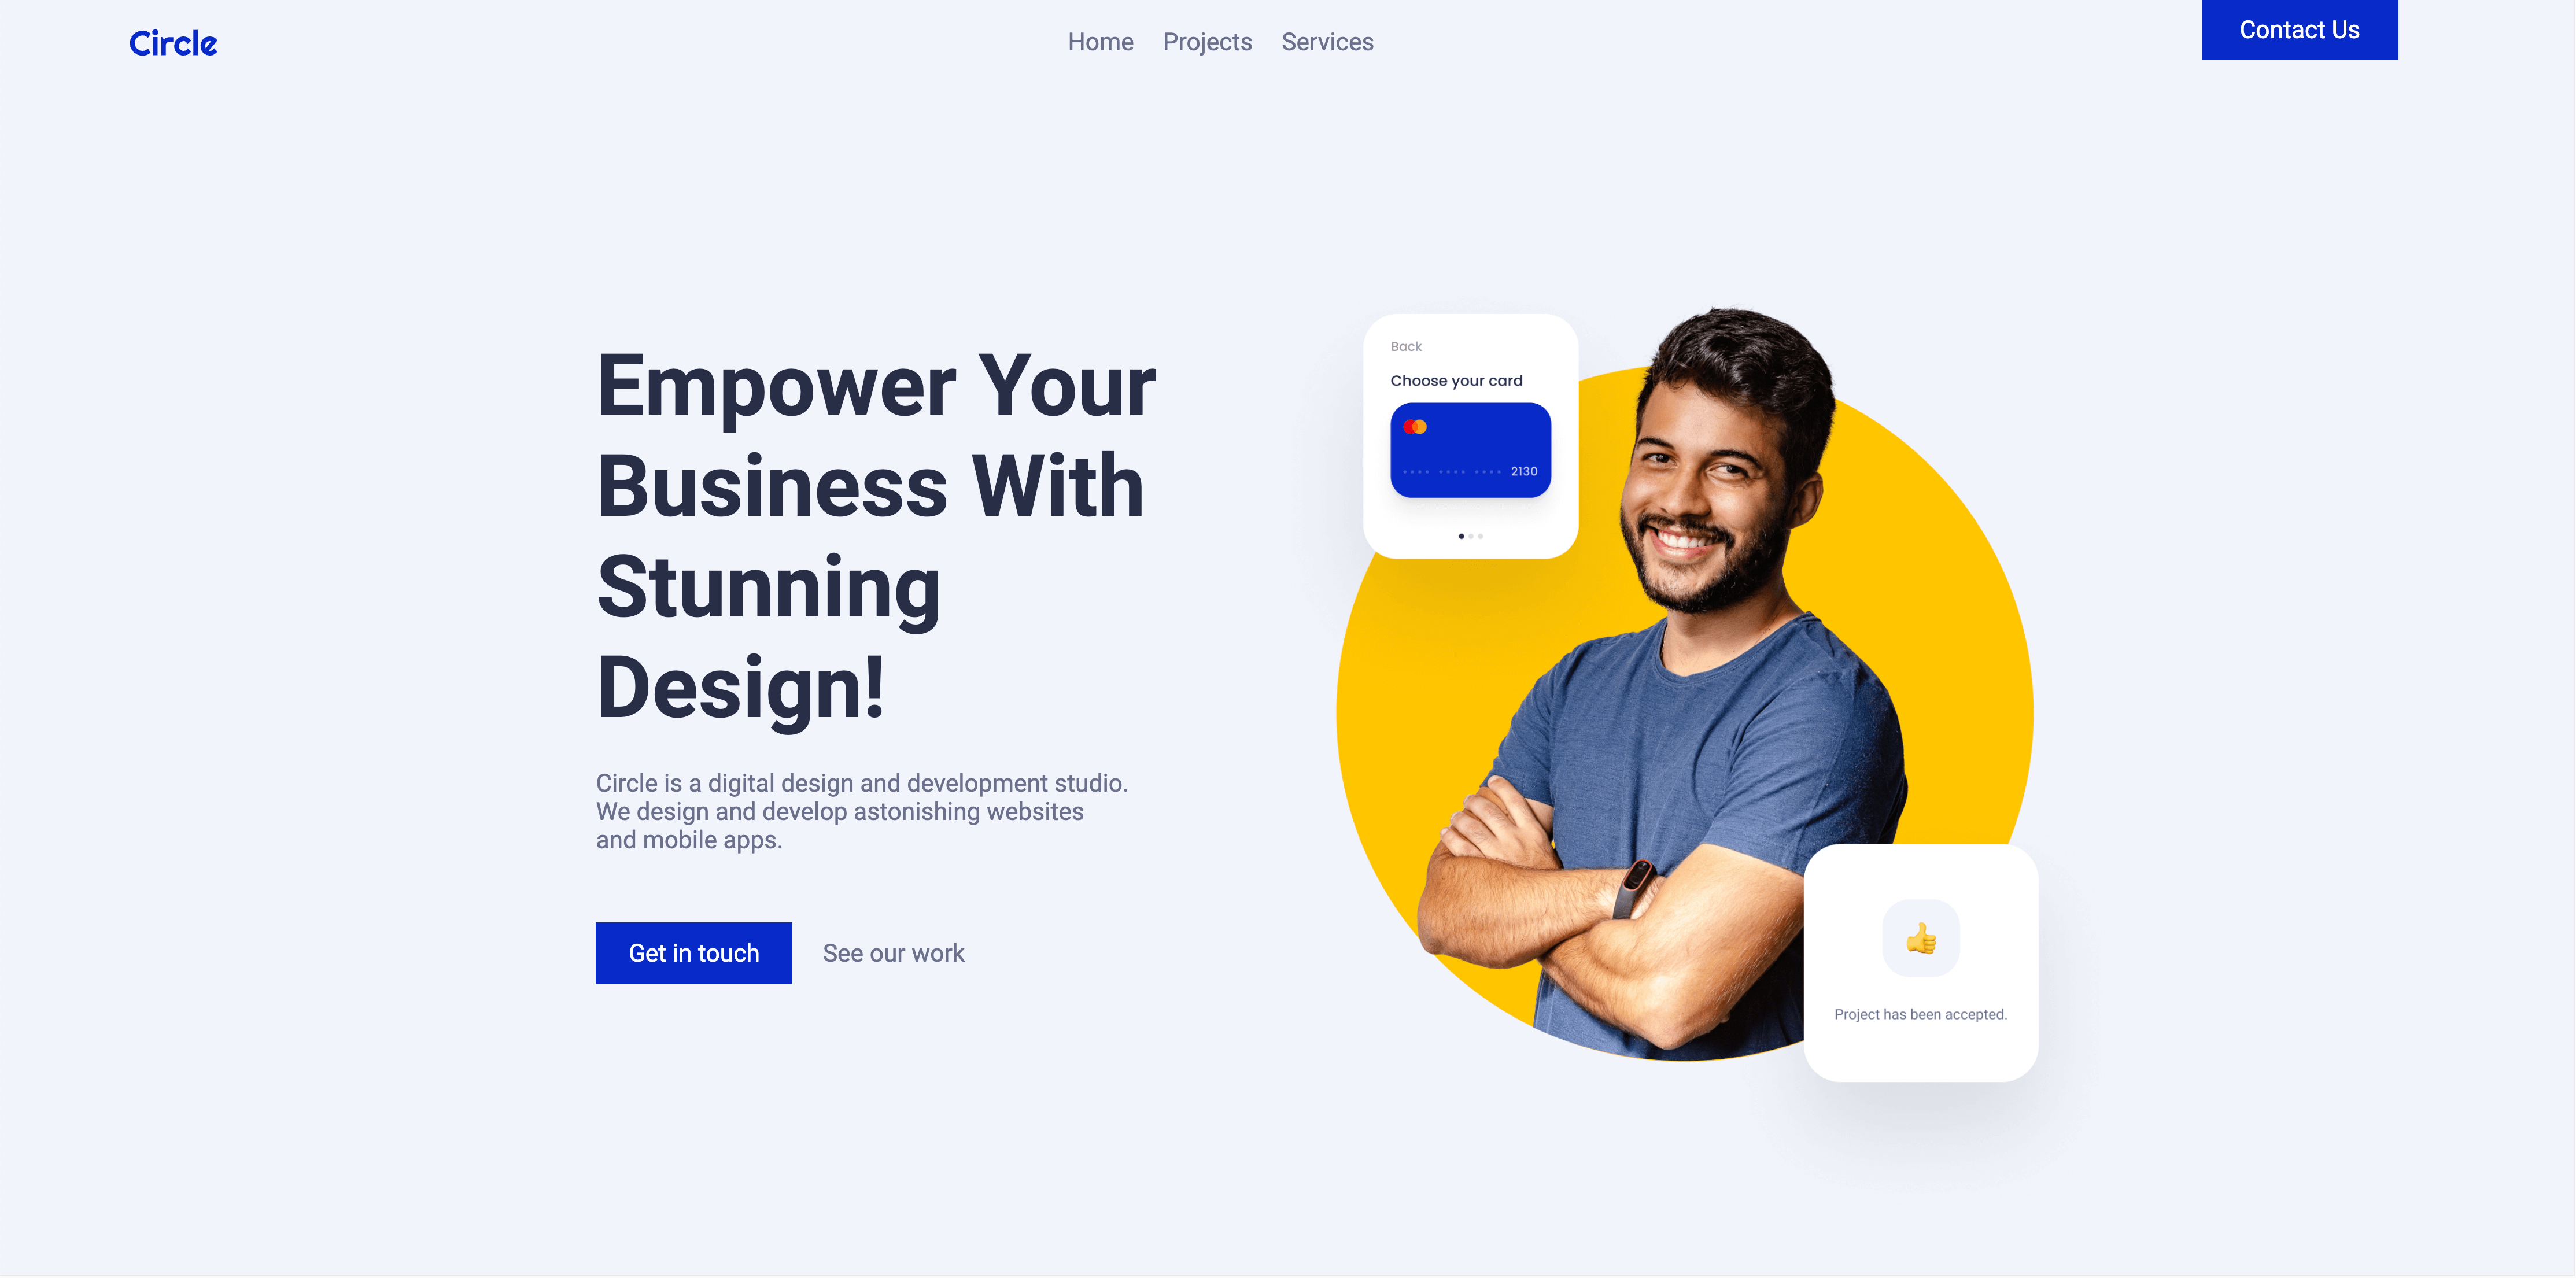 Circle
Home Projects Services
Contact Us
Empower Your
Business With
Stunning
Design!
Circle is a digital design and development studio.
We design and develop astonishing websites
and mobile apps.
Get in touch
See our work
Back
Choose your card
•••• •••• •••• 2130
Project has been accepted.